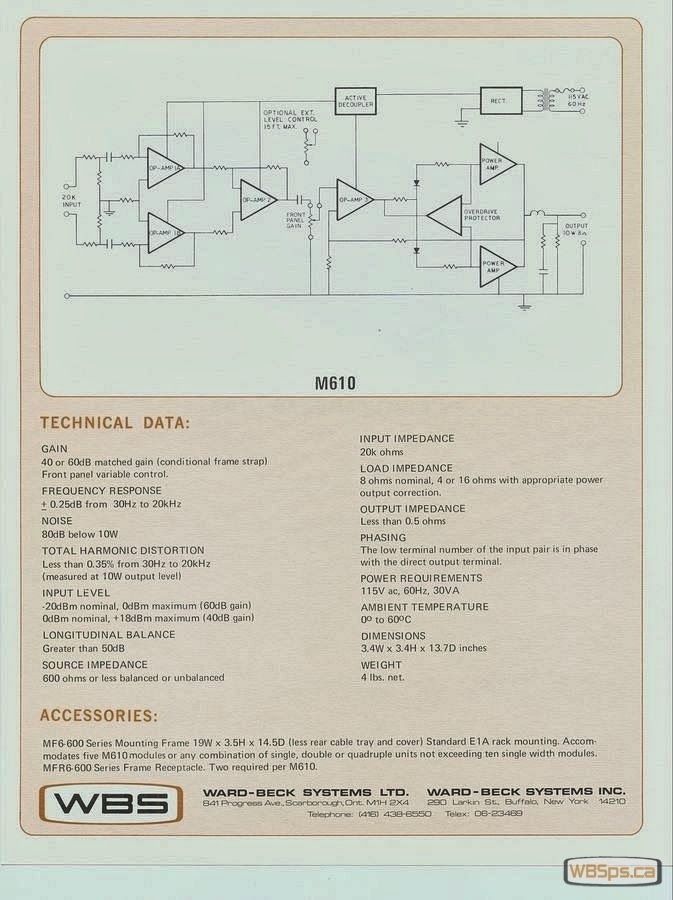 ACTIVE
DECOUPLER
RECT.
115VAC
60Hz
OPTIONAL EXT.
LEVEL CONTROL
15 FT. MAX.
OP-AMP 1A
20K
INPUT
OP-AMP 1B
OP-AMP 2
FRONT
PANEL
GAIN
OP-AMP 3
POWER
AMP
OVERDRIVE
PROTECTOR
POWER
AMP
OUTPUT
10W 8Ω
M610
TECHNICAL DATA:
GAIN
40 or 60dB matched gain (conditional frame strap)
Front panel variable control.
FREQUENCY RESPONSE
± 0.25dB from 30Hz to 20kHz
NOISE
80dB below 10W
TOTAL HARMONIC DISTORTION
Less than 0.35% from 30Hz to 20kHz
(measured at 10W output level)
INPUT LEVEL
-20dBm nominal, 0dBm maximum (60dB gain)
0dBm nominal, +18dBm maximum (40dB gain)
LONGITUDINAL BALANCE
Greater than 50dB
SOURCE IMPEDANCE
600 ohms or less balanced or unbalanced
INPUT IMPEDANCE
20k ohms
LOAD IMPEDANCE
8 ohms nominal, 4 or 16 ohms with appropriate power
output correction.
OUTPUT IMPEDANCE
Less than 0.5 ohms
PHASING
The low terminal number of the input pair is in phase
with the direct output terminal.
POWER REQUIREMENTS
115V ac, 60Hz, 30VA
AMBIENT TEMPERATURE
0º to 60ºC
DIMENSIONS
3.4W x 3.4H x 13.7D inches
WEIGHT
4 lbs. net.
ACCESSORIES:
MF6-600 Series Mounting Frame 19W x 3.5H x 14.5D (less rear cable tray and cover) Standard E1A rack mounting. Accom-
modates five M610 modules or any combination of single, double or quadruple units not exceeding ten single width modules.
MFR6-600 Series Frame Receptacle. Two required per M610.
WBS
WARD-BECK SYSTEMS LTD. WARD-BECK SYSTEMS INC.
841 Progress Ave., Scarborough, Ont. M1H 2X4 290 Larkin St., Buffalo, New York 14210
Telephone: (416) 438-6550 Telex: 06-23469
WBSps.ca